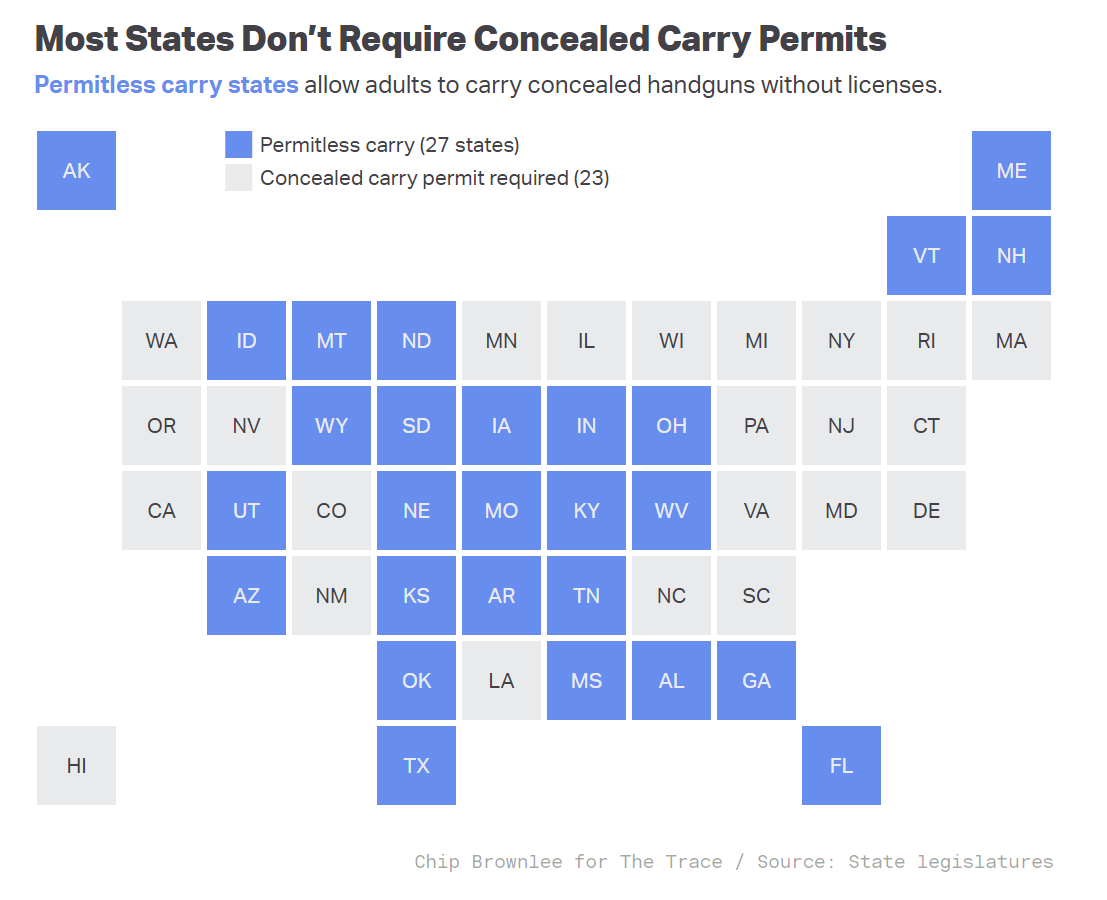 Most States Don’t Require Concealed Carry Permits
Permitless carry states allow adults to carry concealed handguns without licenses.
AK
Permitless carry (27 states)
Concealed carry permit required (23)
ME
VT NH
WA ID MT ND MN IL WI MI NY RI MA
OR NV WY SD IA IN OH PA NJ CT
CA UT CO NE MO KY WV VA MD DE
AZ NM KS AR TN NC SC
OK LA MS AL GA
HI TX FL
Chip Brownlee for The Trace / Source: State legislatures